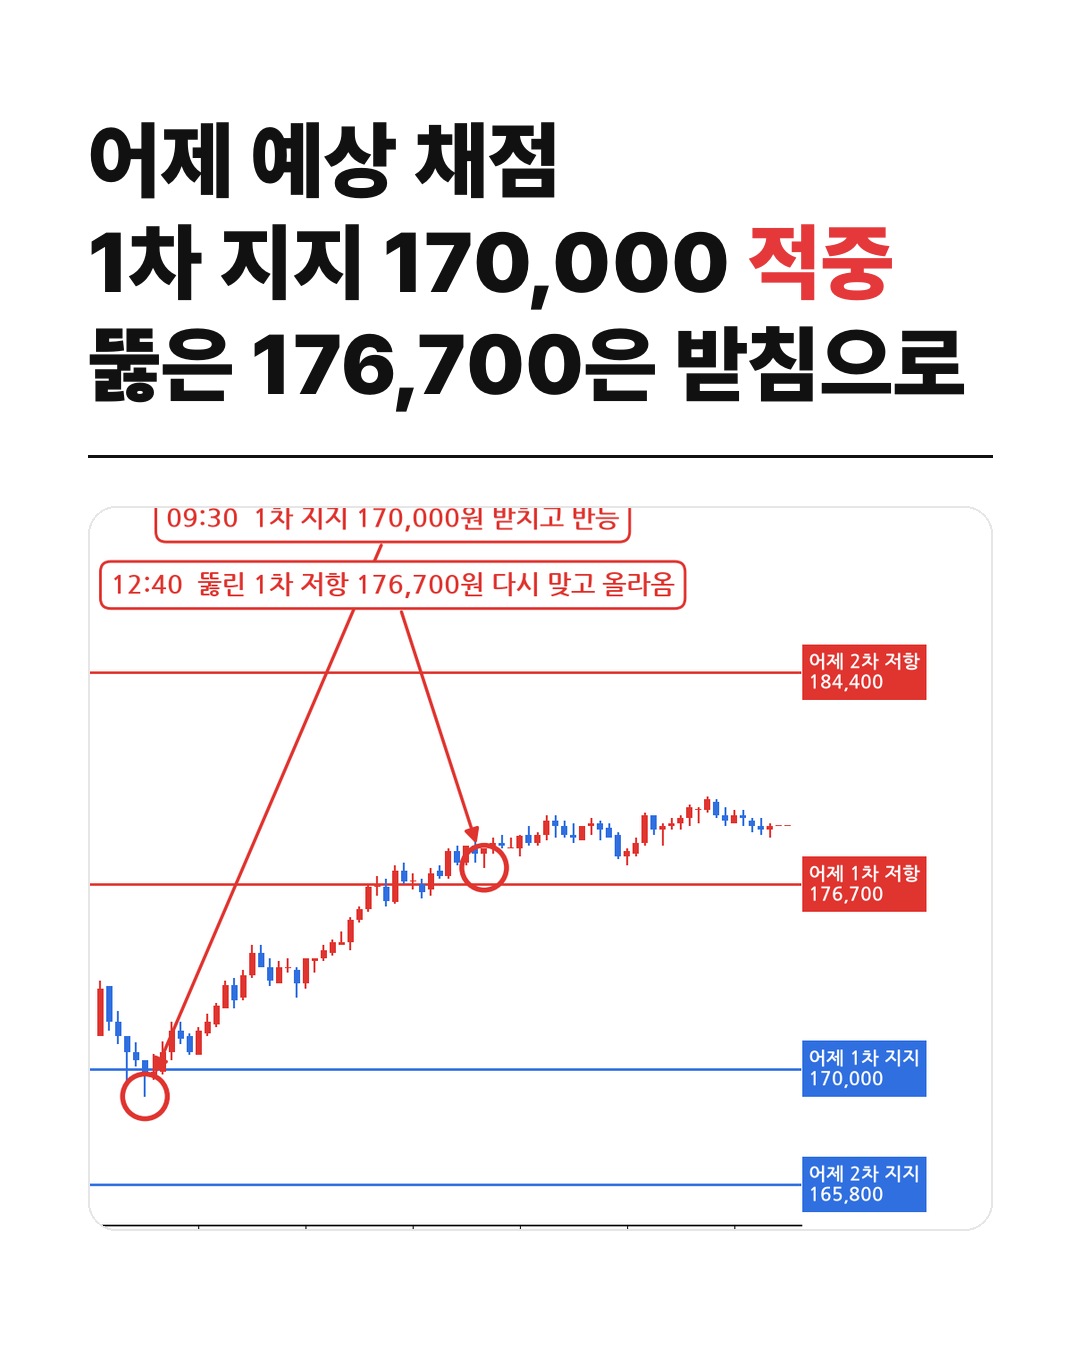 어제 예상 채점
1차 지지 170,000 적중
뚫은 176,700은 받침으로
09:30 1차 지지 170,000원 받치고 반등
12:40 뚫린 1차 저항 176,700원 다시 맞고 올라옴
어제 2차 저항
184,400
어제 1차 저항
176,700
어제 1차 지지
170,000
어제 2차 지지
165,800